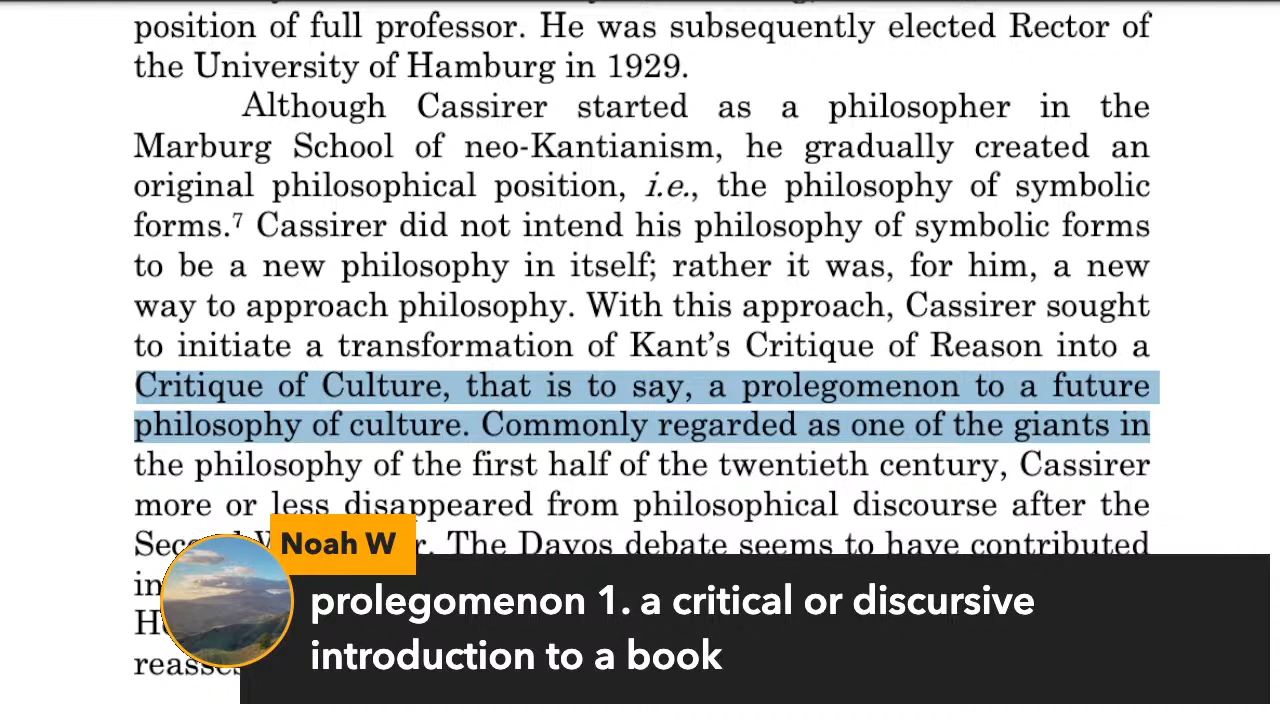 position of full professor. He was subsequently elected Rector of
the University of Hamburg in 1929.
Although Cassirer started as a philosopher in the
Marburg School of neo-Kantianism, he gradually created an
original philosophical position, i.e., the philosophy of symbolic
forms.⁷ Cassirer did not intend his philosophy of symbolic forms
to be a new philosophy in itself; rather it was, for him, a new
way to approach philosophy. With this approach, Cassirer sought
to initiate a transformation of Kant’s Critique of Reason into a
Critique of Culture, that is to say, a prolegomenon to a future
philosophy of culture. Commonly regarded as one of the giants in
the philosophy of the first half of the twentieth century, Cassirer
more or less disappeared from philosophical discourse after the
The Davos debate seems to have contributed
Noah W
prolegomenon 1. a critical or discursive
introduction to a book